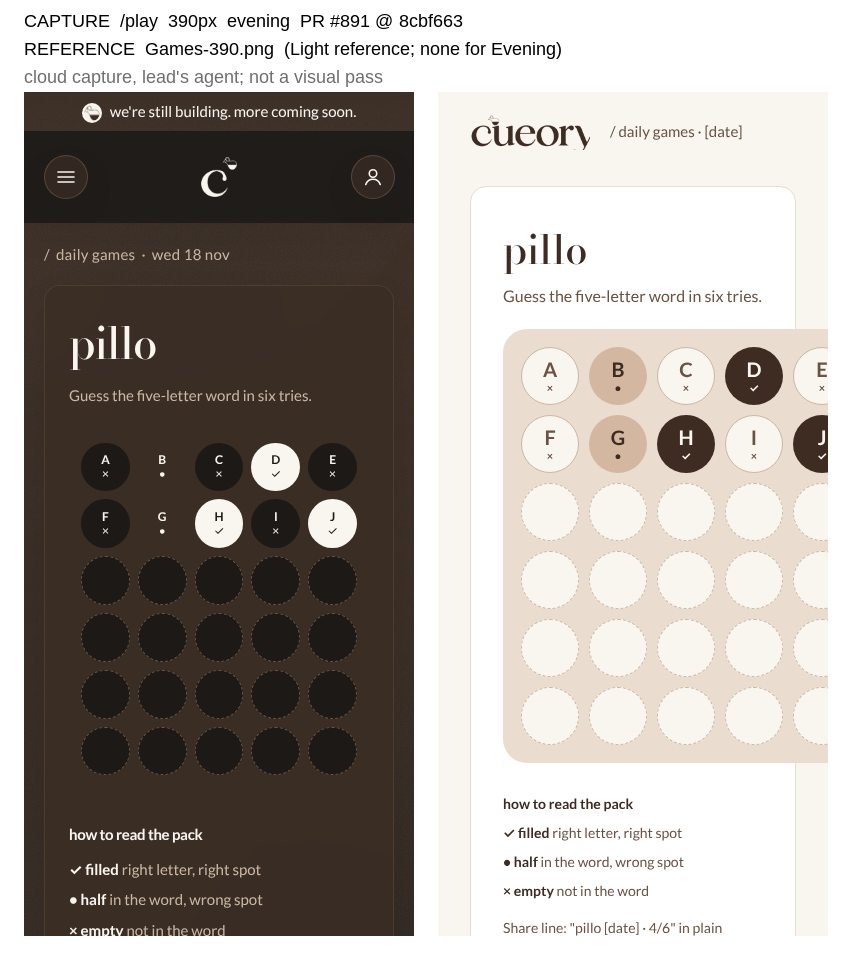 CAPTURE /play 390px evening PR #891 @ 8cbf663
REFERENCE Games-390.png (Light reference; none for Evening)
cloud capture, lead's agent; not a visual pass
we're still building. more coming soon.
c
/ daily games · wed 18 nov
pillo
Guess the five-letter word in six tries.
A B C D E
× • × ✓ ×
F G H I J
× • ✓ × ✓
how to read the pack
✓ filled right letter, right spot
• half in the word, wrong spot
× empty not in the word
cueory / daily games · [date]
pillo
Guess the five-letter word in six tries.
A B C D E
× • × ✓ ×
F G H I J
× • ✓ × ✓
how to read the pack
✓ filled right letter, right spot
• half in the word, wrong spot
× empty not in the word
Share line: "pillo [date] · 4/6" in plain